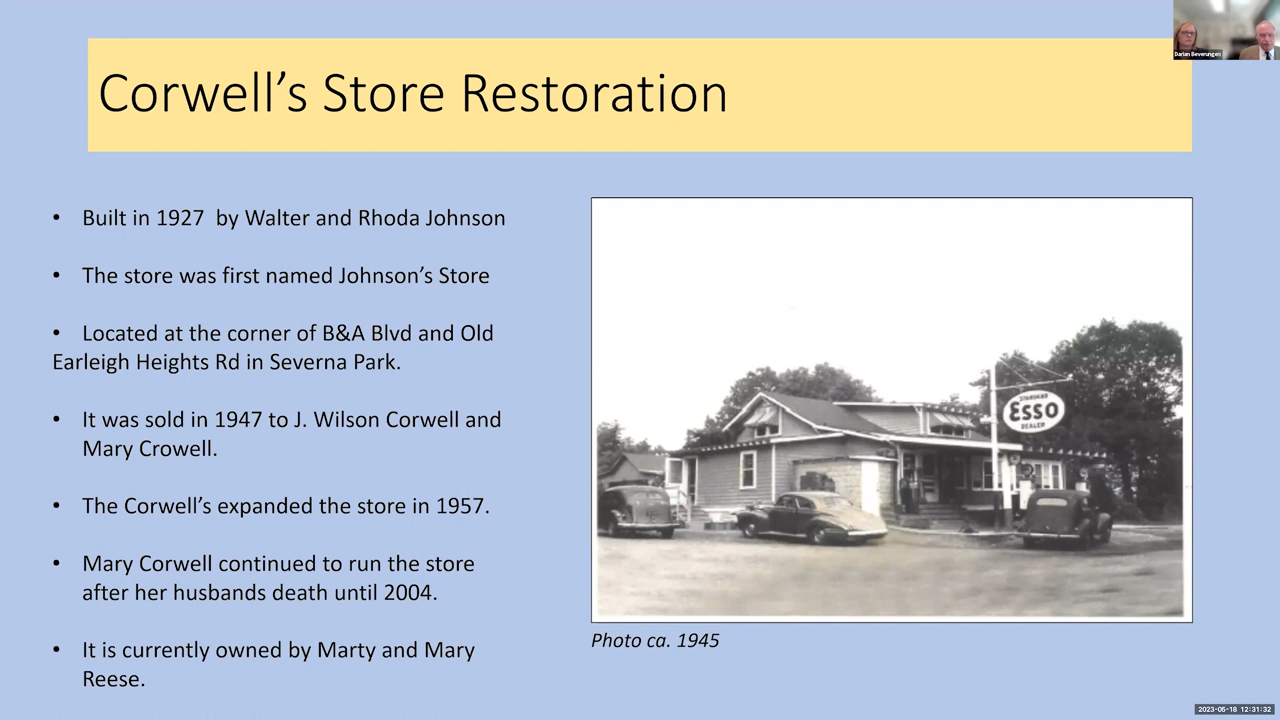 Corwell’s Store Restoration
• Built in 1927  by Walter and Rhoda Johnson
• The store was first named Johnson’s Store
• Located at the corner of B&A Blvd and Old
Earleigh Heights Rd in Severna Park.
• It was sold in 1947 to J. Wilson Corwell and
Mary Crowell.
• The Corwell’s expanded the store in 1957.
• Mary Corwell continued to run the store
after her husbands death until 2004.
• It is currently owned by Marty and Mary
Reese.
STANDARD
Esso
DEALER
Photo ca. 1945
Darian Beverungen
2023-05-18 12:31:32